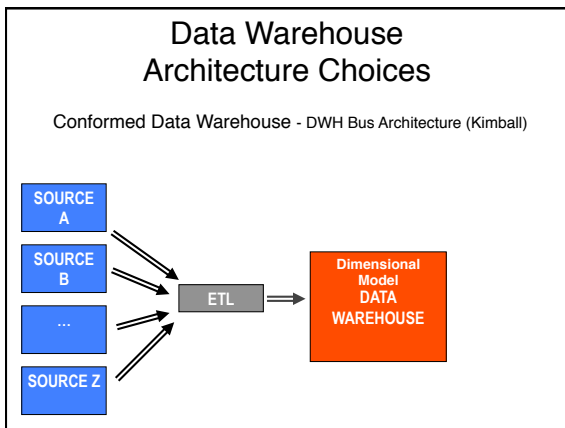 Data Warehouse
Architecture Choices
Conformed Data Warehouse - DWH Bus Architecture (Kimball)
SOURCE
A
SOURCE
B
...
SOURCE Z
ETL
Dimensional
Model
DATA
WAREHOUSE